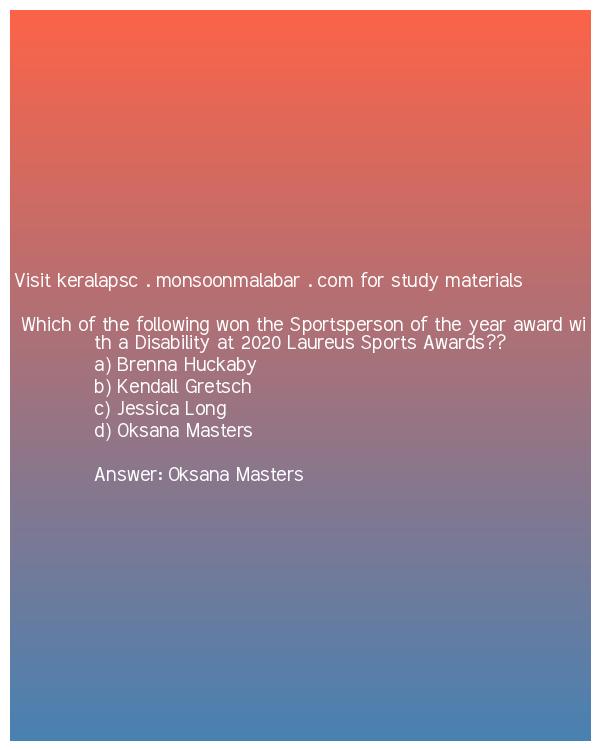 Visit keralapsc . monsoonmalabar . com for study materials
Which of the following won the Sportsperson of the year award wi
th a Disability at 2020 Laureus Sports Awards??
a) Brenna Huckaby
b) Kendall Gretsch
c) Jessica Long
d) Oksana Masters
Answer: Oksana Masters